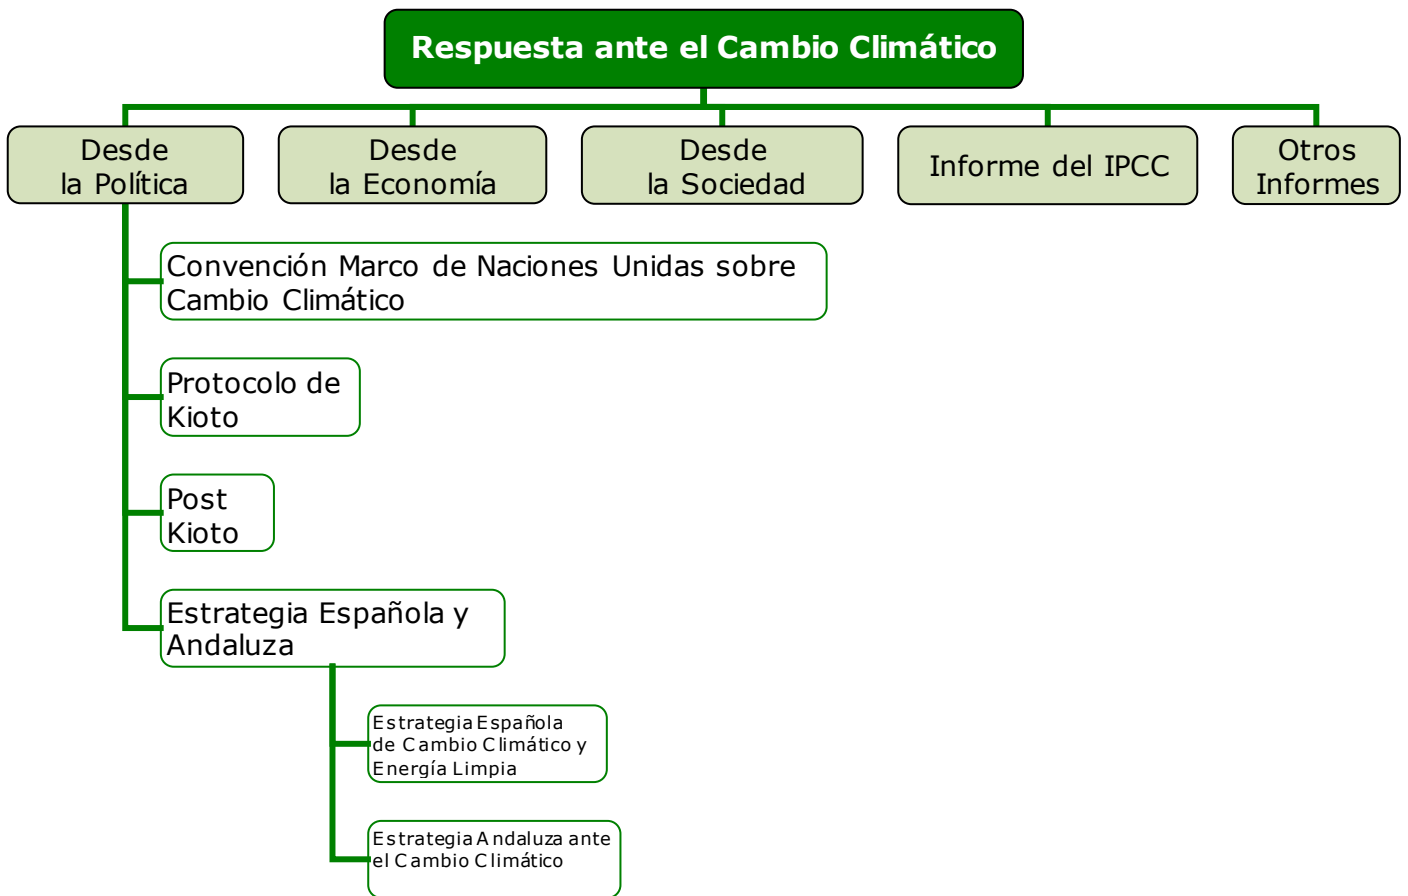 Respuesta ante el Cambio Climático
Desde
la Política
Desde
la Economía
Desde
la Sociedad
Informe del IPCC
Otros
Informes
Convención Marco de Naciones Unidas sobre
Cambio Climático
Protocolo de
Kioto
Post
Kioto
Estrategia Española y
Andaluza
Estrategia Española
de Cambio Climático y
Energía Limpia
Estrategia Andaluza ante
el Cambio Climático